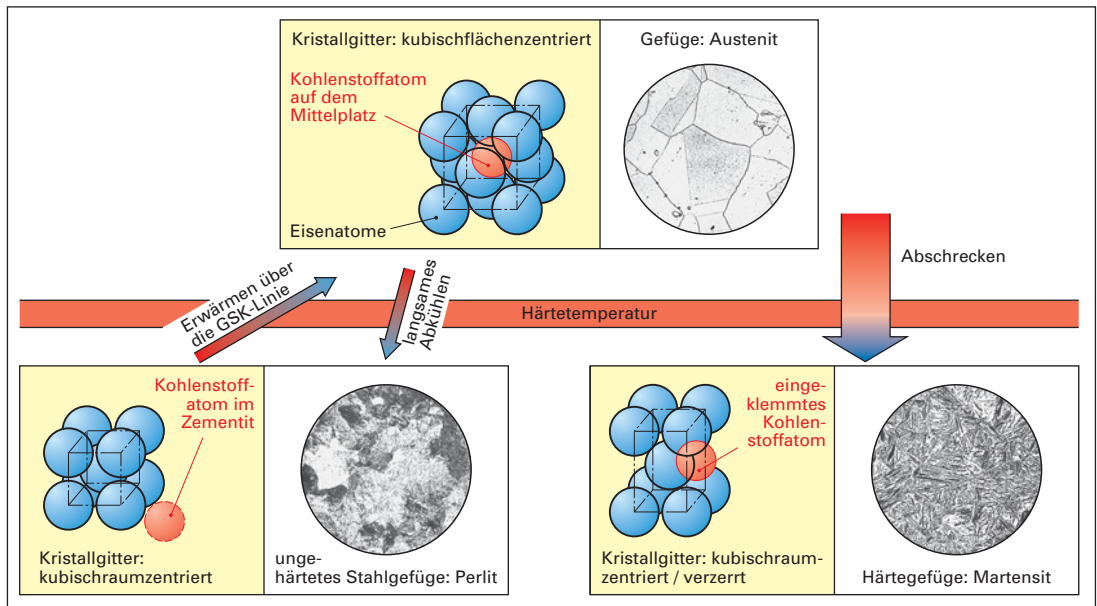 Kristallgitter: kubischflächenzentriert
Gefüge: Austenit
Kohlenstoffatom
auf dem
Mittelplatz
Eisenatome
Abschrecken
Erwärmen über
die GSK-Linie
langsames
Abkühlen
Härtetemperatur
Kohlenstoff-
atom im
Zementit
Kristallgitter:
kubischraumzentriert
unge-
härtetes Stahlgefüge: Perlit
einge-
klemmtes
Kohlen-
stoffatom
Kristallgitter: kubischraum-
zentriert / verzerrt
Härtegefüge: Martensit